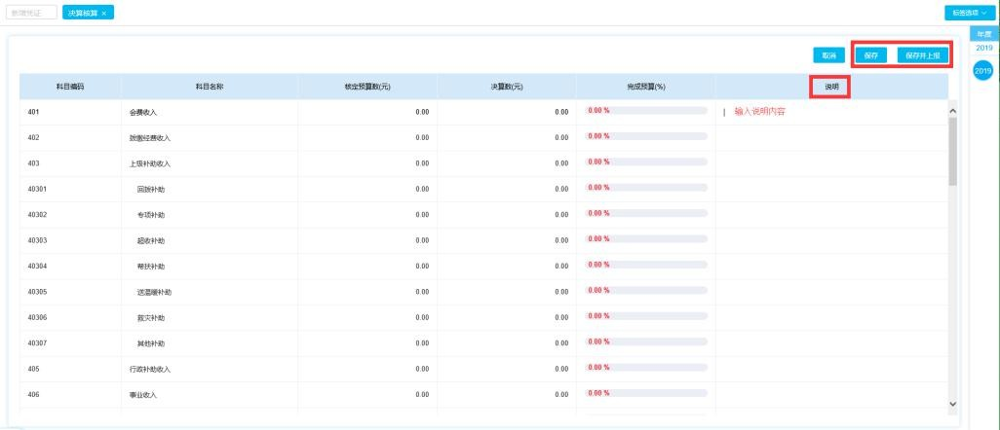 新增凭证 决算核算 × 标签选项
年度
2019
2019
取消 保存 保存并上报
科目编码 科目名称 核定预算数(元) 决算数(元) 完成预算(%) 说明
401 会费收入 0.00 0.00 0.00 % | 输入说明内容
402 拨缴经费收入 0.00 0.00 0.00 %
403 上级补助收入 0.00 0.00 0.00 %
40301 回拨补助 0.00 0.00 0.00 %
40302 专项补助 0.00 0.00 0.00 %
40303 超收补助 0.00 0.00 0.00 %
40304 帮扶补助 0.00 0.00 0.00 %
40305 送温暖补助 0.00 0.00 0.00 %
40306 救灾补助 0.00 0.00 0.00 %
40307 其他补助 0.00 0.00 0.00 %
405 行政补助收入 0.00 0.00 0.00 %
406 事业收入 0.00 0.00 0.00 %